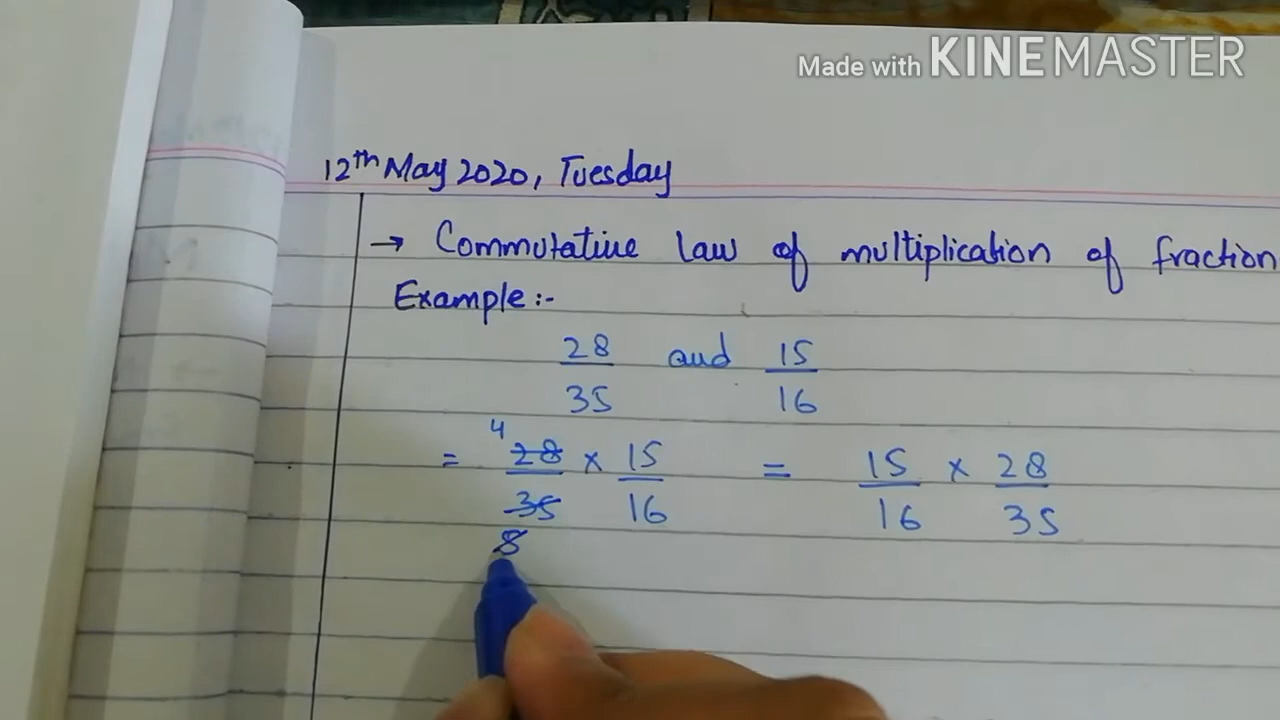 Made with KINEMASTER
12th May 2020, Tuesday
→ Commutative law of multiplication of fraction
Example :-
28 and 15
35 16
4
= 28 × 15 = 15 × 28
35 16 16 35